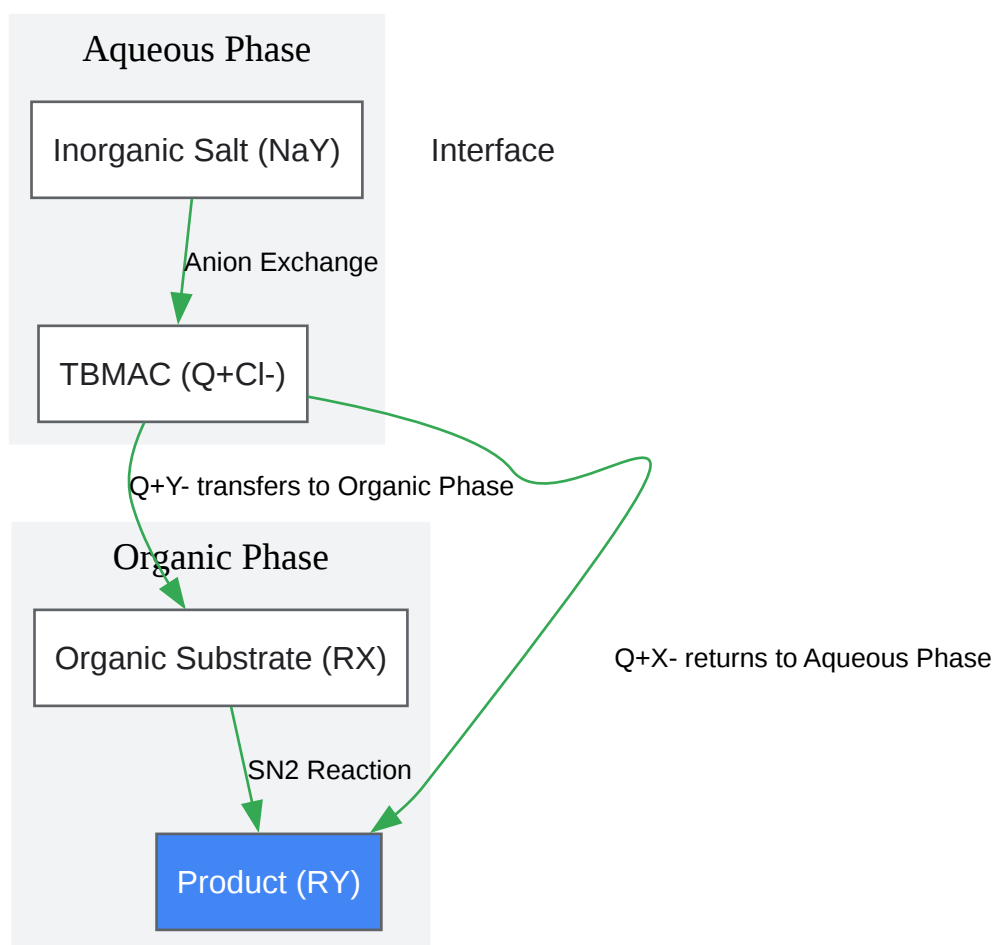 Aqueous Phase
Inorganic Salt (NaY)
Interface
Anion Exchange
TBMAC (Q+Cl-)
Q+Y- transfers to Organic Phase
Organic Phase
Organic Substrate (RX)
Q+X- returns to Aqueous Phase
SN2 Reaction
Product (RY)